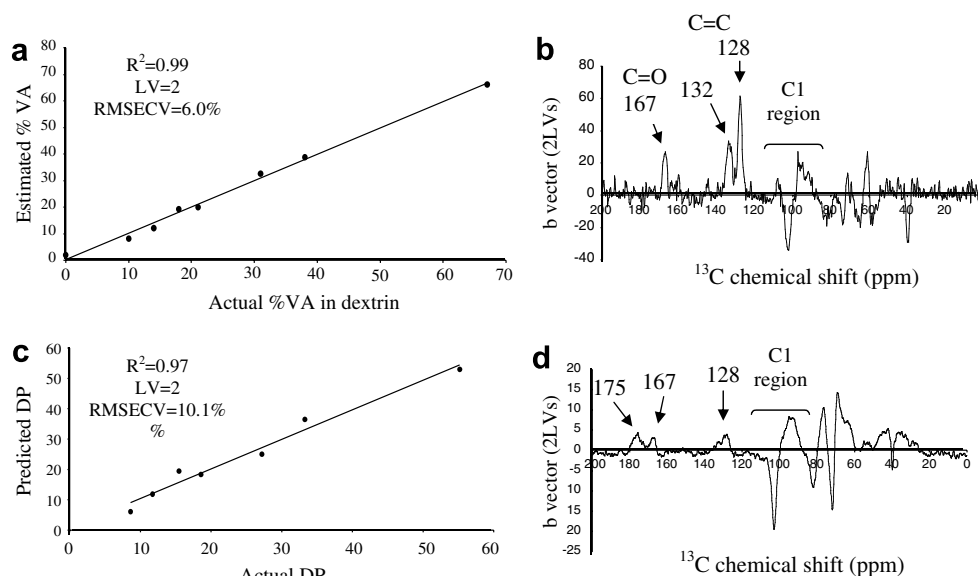 a
80
70
60
50
40
30
20
10
0
R²=0.99
LV=2
RMSECV=6.0%
Estimated % VA
0 10 20 30 40 50 60 70
Actual %VA in dextrin
b
C=C
128
C=O
167
132
C1
region
80
60
40
20
0
-20
-40
b vector (2LVs)
200 180 160 140 120 100 80 60 40 20
¹³C chemical shift (ppm)
c
60
50
40
30
20
10
0
R²=0.97
LV=2
RMSECV=10.1%
%
Predicted DP
0 10 20 30 40 50 60
Actual DP
d
C1
region
175
167
128
20
15
10
5
0
-5
-10
15
20
-25
b vector (2LVs)
200 180 160 140 120 100 80 60 40 20 0
¹³C chemical shift (ppm)